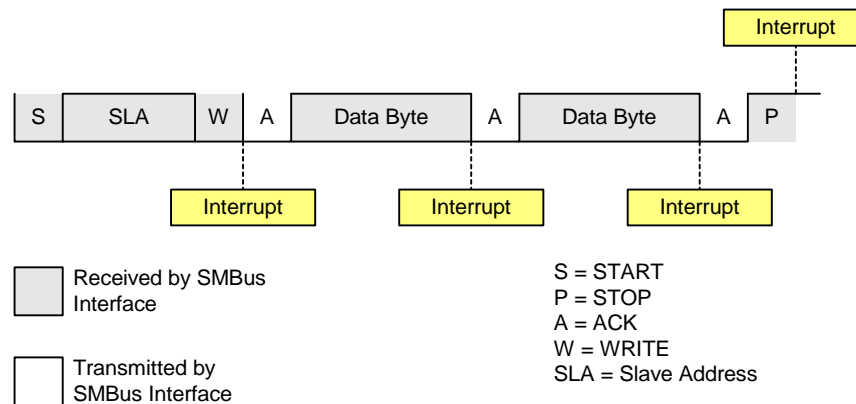 Interrupt
S SLA W A Data Byte A Data Byte A P
Interrupt Interrupt Interrupt
Received by SMBus
Interface
Transmitted by
SMBus Interface
S = START
P = STOP
A = ACK
W = WRITE
SLA = Slave Address